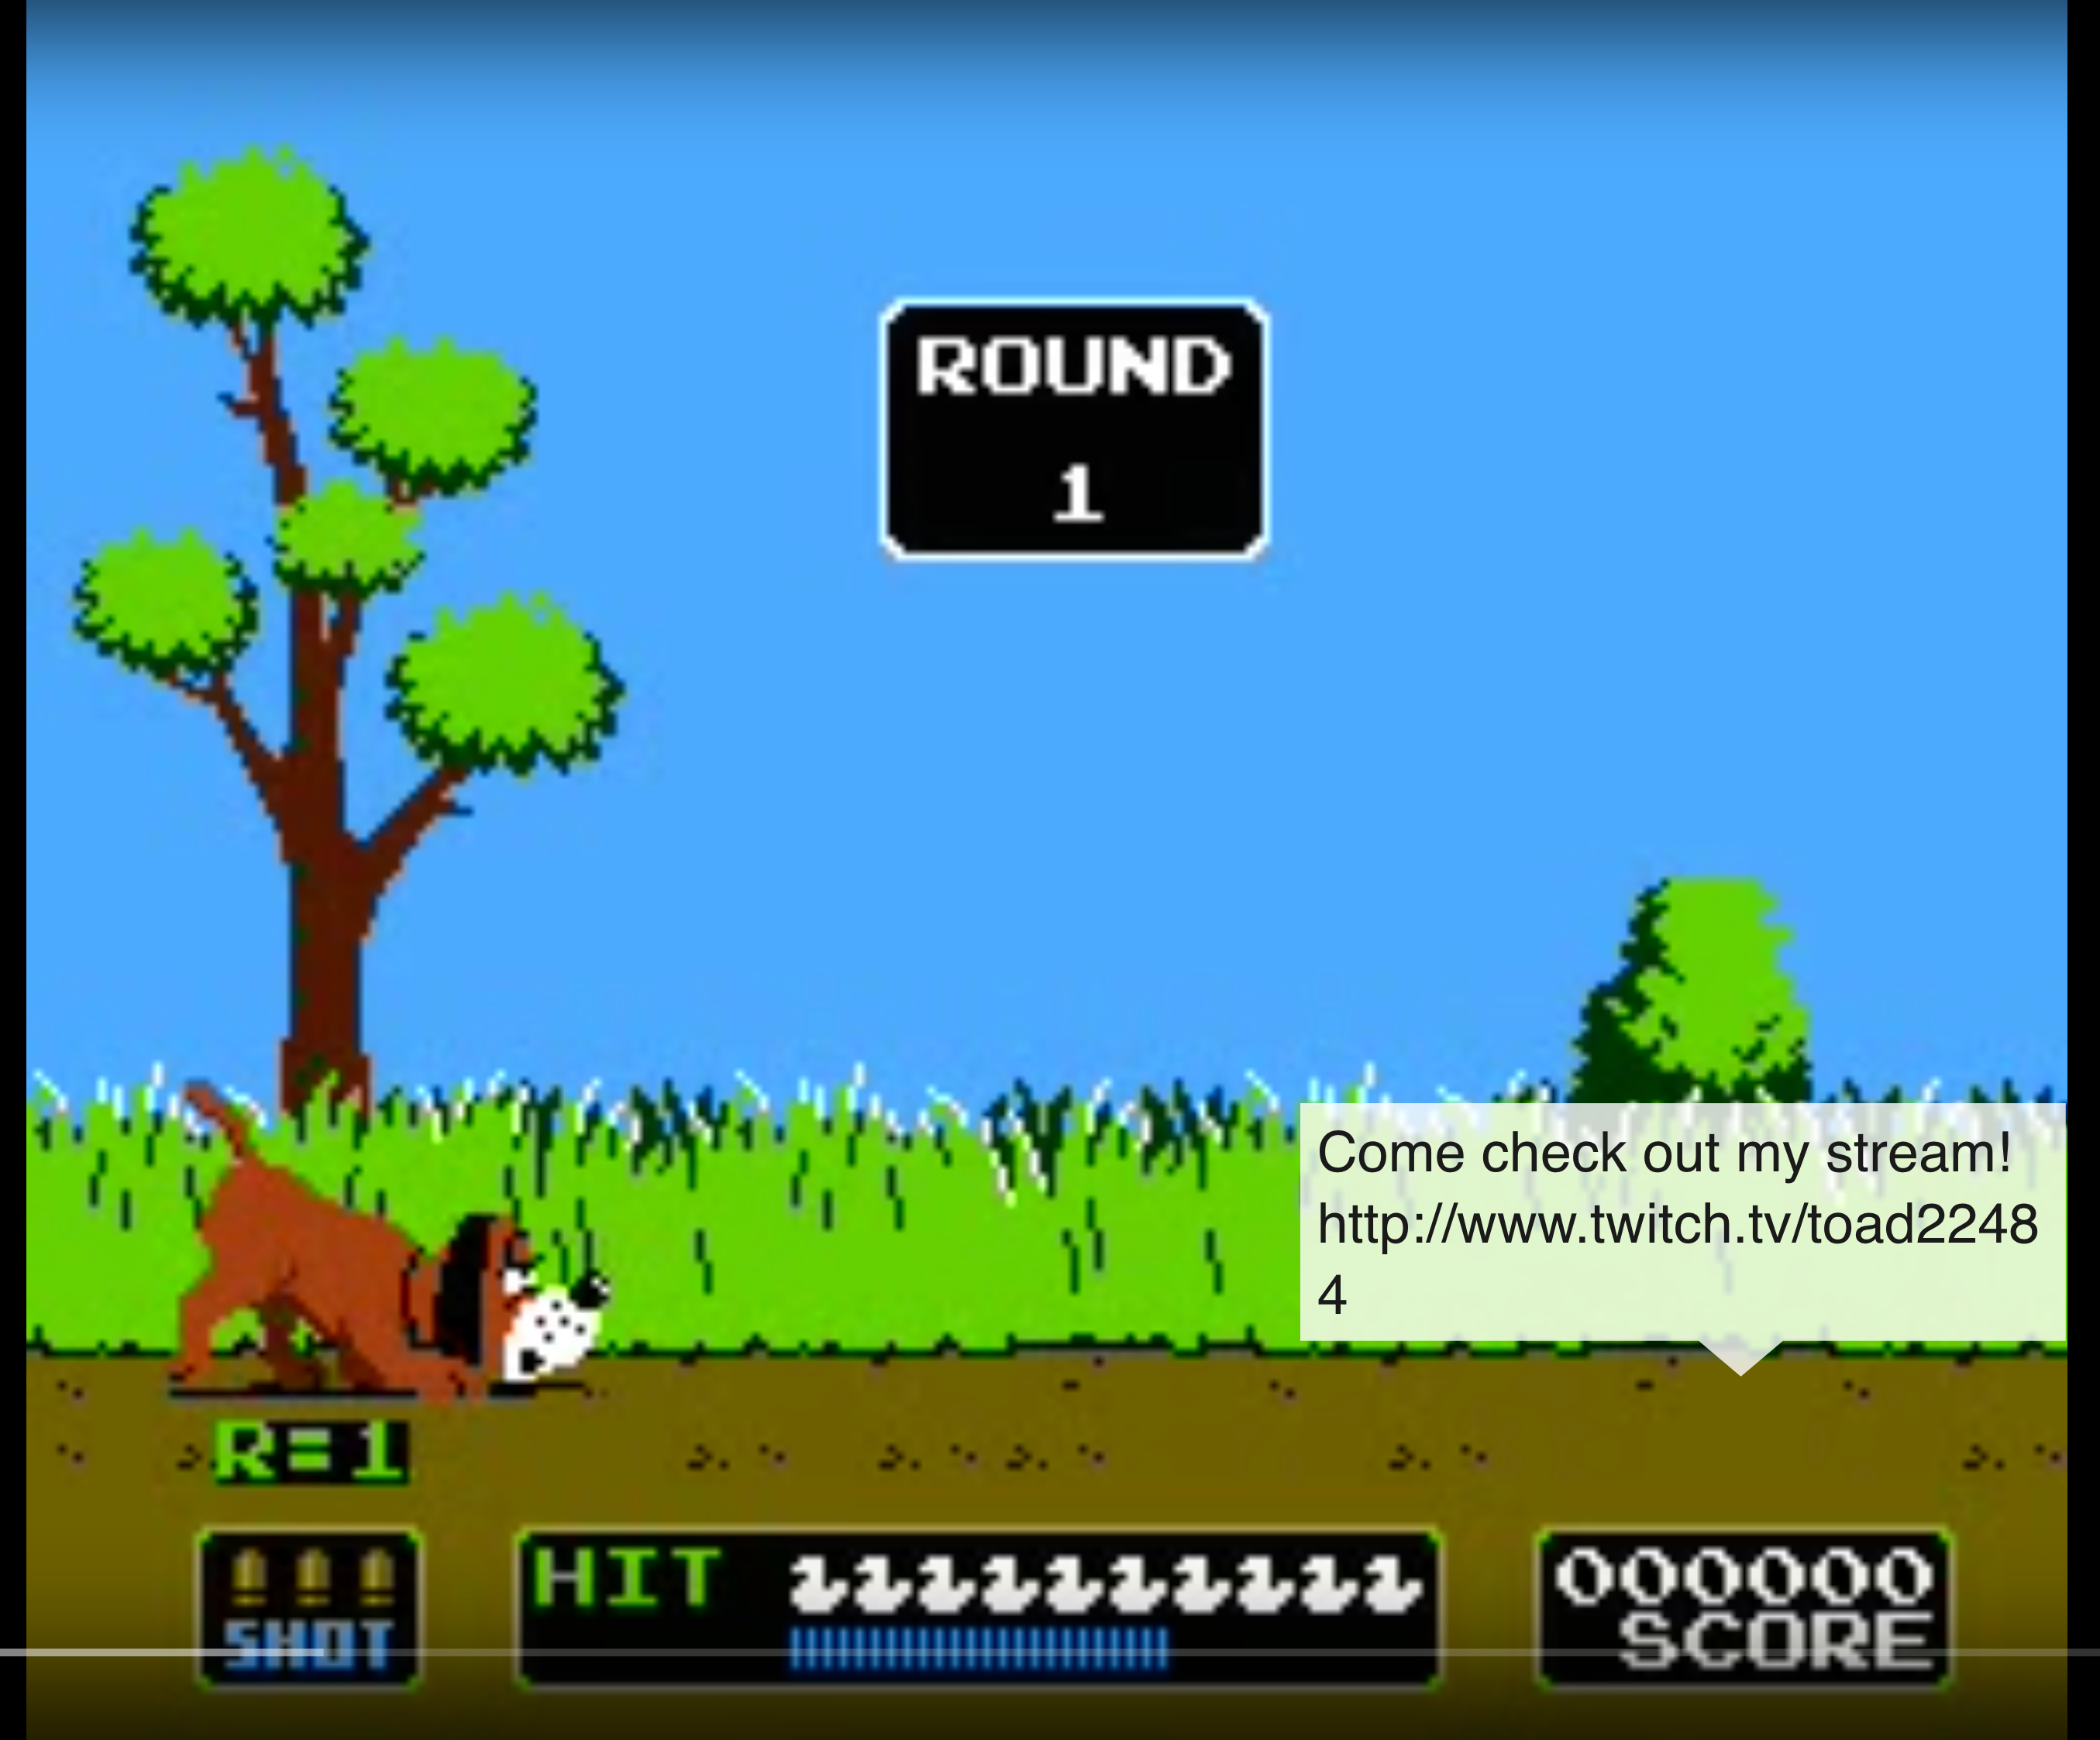 ROUND
1
Come check out my stream!
http://www.twitch.tv/toad2248
4
R=1
SHOT
HIT
000000
SCORE